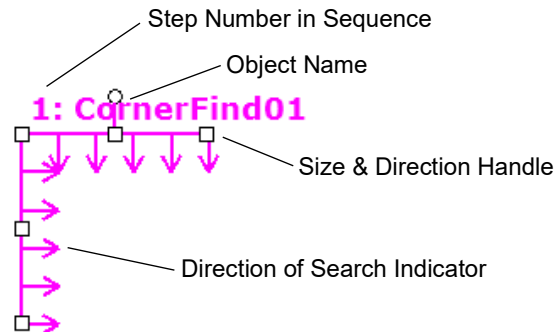 Step Number in Sequence
Object Name
1: CornerFind01
Size & Direction Handle
Direction of Search Indicator